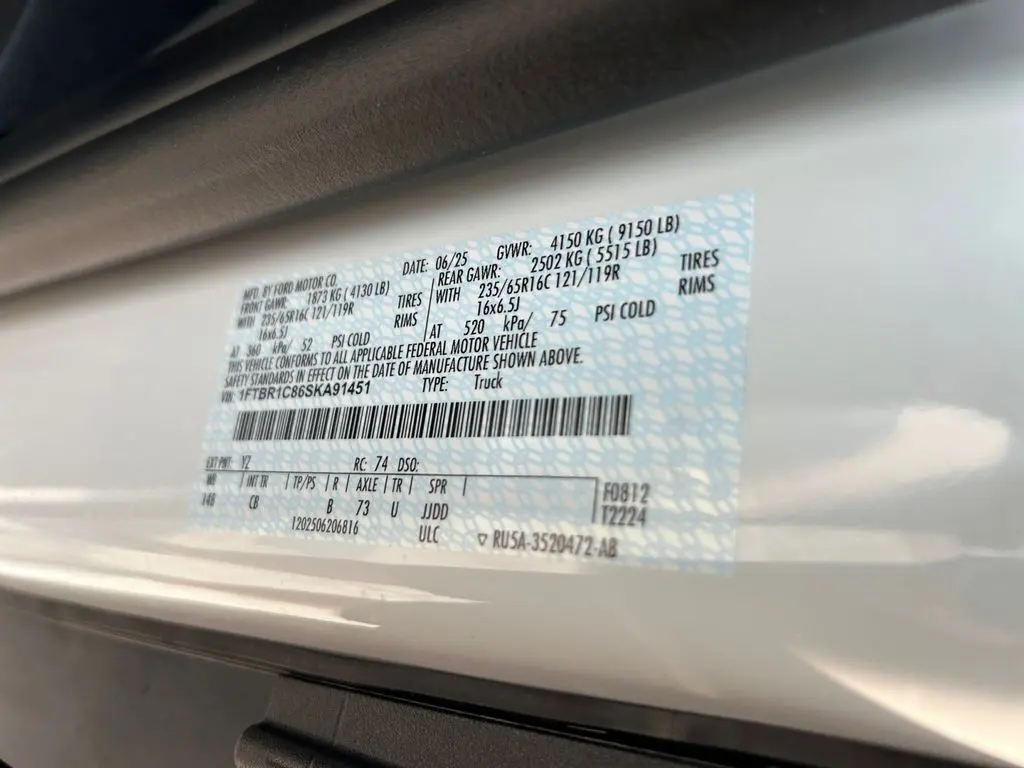 MFD. BY FORD MOTOR CO.
DATE: 06/25 GVWR: 4150 KG ( 9150 LB)
FRONT GAWR: 1873 KG ( 4130 LB)
WITH 235/65R16C 121/119R TIRES
16x6.5J RIMS
AT 360 kPa/ 52 PSI COLD
REAR GAWR: 2502 KG ( 5515 LB)
WITH 235/65R16C 121/119R TIRES
16x6.5J RIMS
AT 520 kPa/ 75 PSI COLD
THIS VEHICLE CONFORMS TO ALL APPLICABLE FEDERAL MOTOR VEHICLE
SAFETY STANDARDS IN EFFECT ON THE DATE OF MANUFACTURE SHOWN ABOVE.
VIN: 1FTBR1C86SKA91451 TYPE: Truck
EXT PNT: YZ RC: 74 DSO:
WB INT TR TP/PS R AXLE TR SPR
148 CB B 73 U JJDD
F0812
T2224
1202506206816 ULC
RU5A-3520472-AB